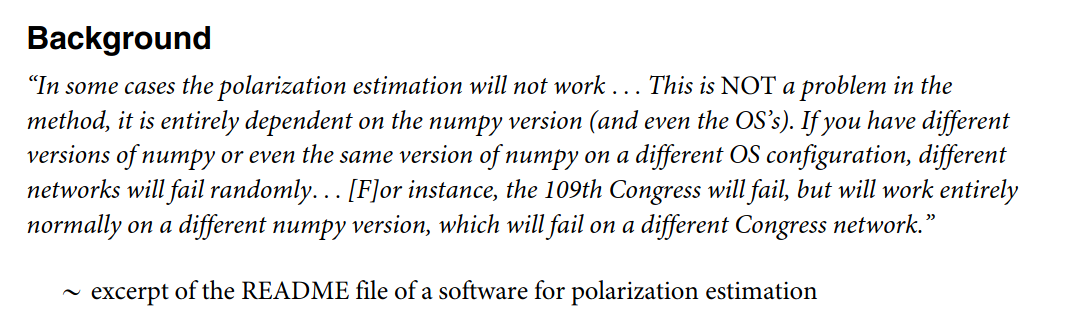 Background
“In some cases the polarization estimation will not work . . . This is NOT a problem in the
method, it is entirely dependent on the numpy version (and even the OS’s). If you have different
versions of numpy or even the same version of numpy on a different OS configuration, different
networks will fail randomly. . . [F]or instance, the 109th Congress will fail, but will work entirely
normally on a different numpy version, which will fail on a different Congress network.”
∼ excerpt of the README file of a software for polarization estimation